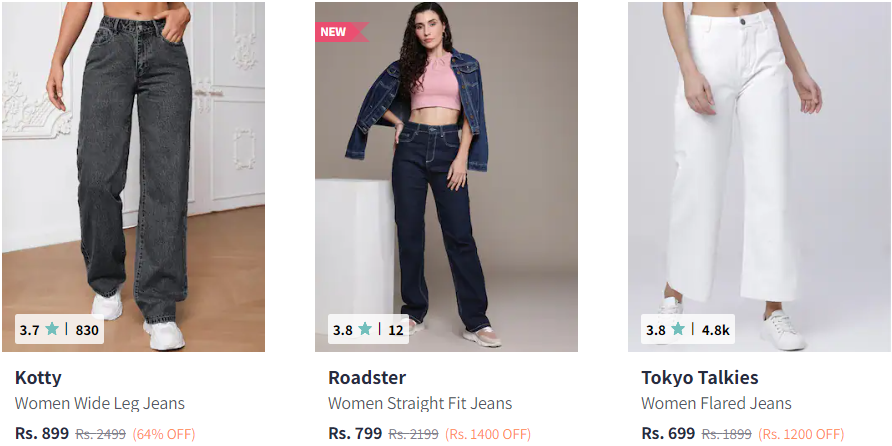 NEW
3.7 ★ | 830
3.8 ★ | 12
3.8 ★ | 4.8k
Kotty
Women Wide Leg Jeans
Rs. 899 Rs. 2499 (64% OFF)
Roadster
Women Straight Fit Jeans
Rs. 799 Rs. 2199 (Rs. 1400 OFF)
Tokyo Talkies
Women Flared Jeans
Rs. 699 Rs. 1899 (Rs. 1200 OFF)